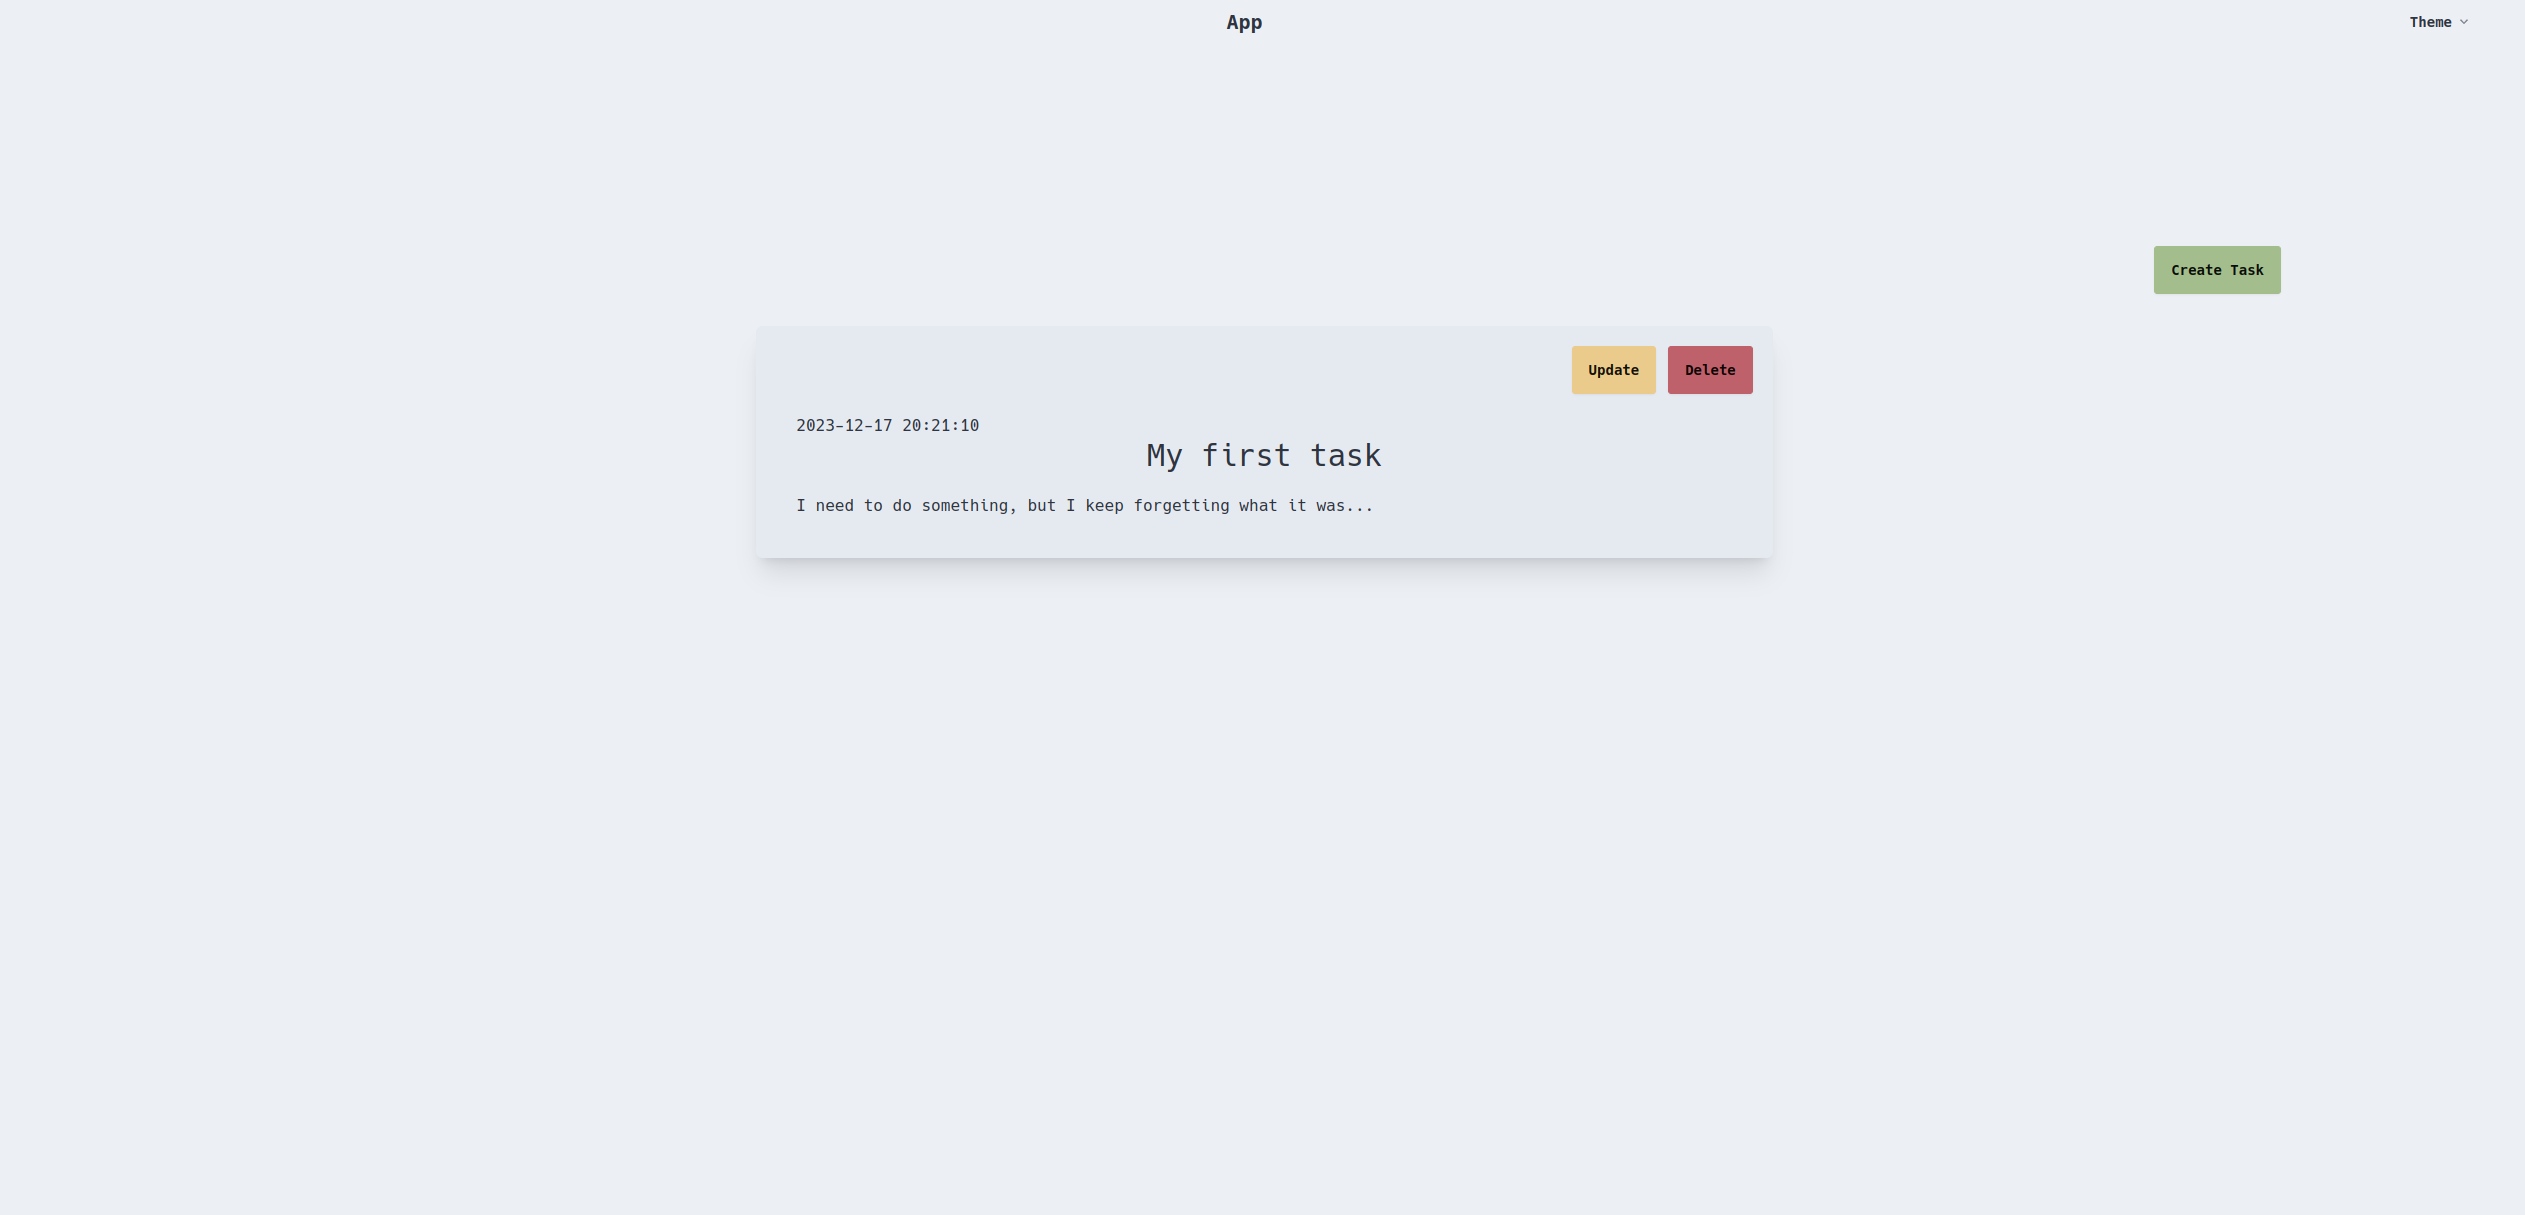 App
Theme
Create Task
Update Delete
2023-12-17 20:21:10
My first task
I need to do something, but I keep forgetting what it was...